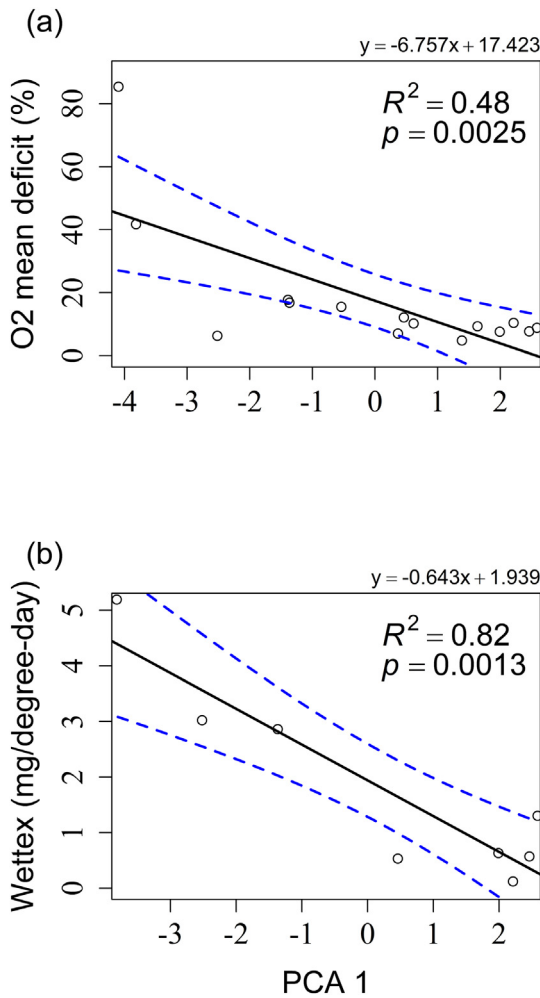 (a)
y = -6.757x + 17.423
R² = 0.48
p = 0.0025
O2 mean deficit (%)
80
60
40
20
0
-4 -3 -2 -1 0 1 2
(b)
y = -0.643x + 1.939
R² = 0.82
p = 0.0013
Wettex (mg/degree-day)
5
4
3
2
1
0
-3 -2 -1 0 1 2
PCA 1